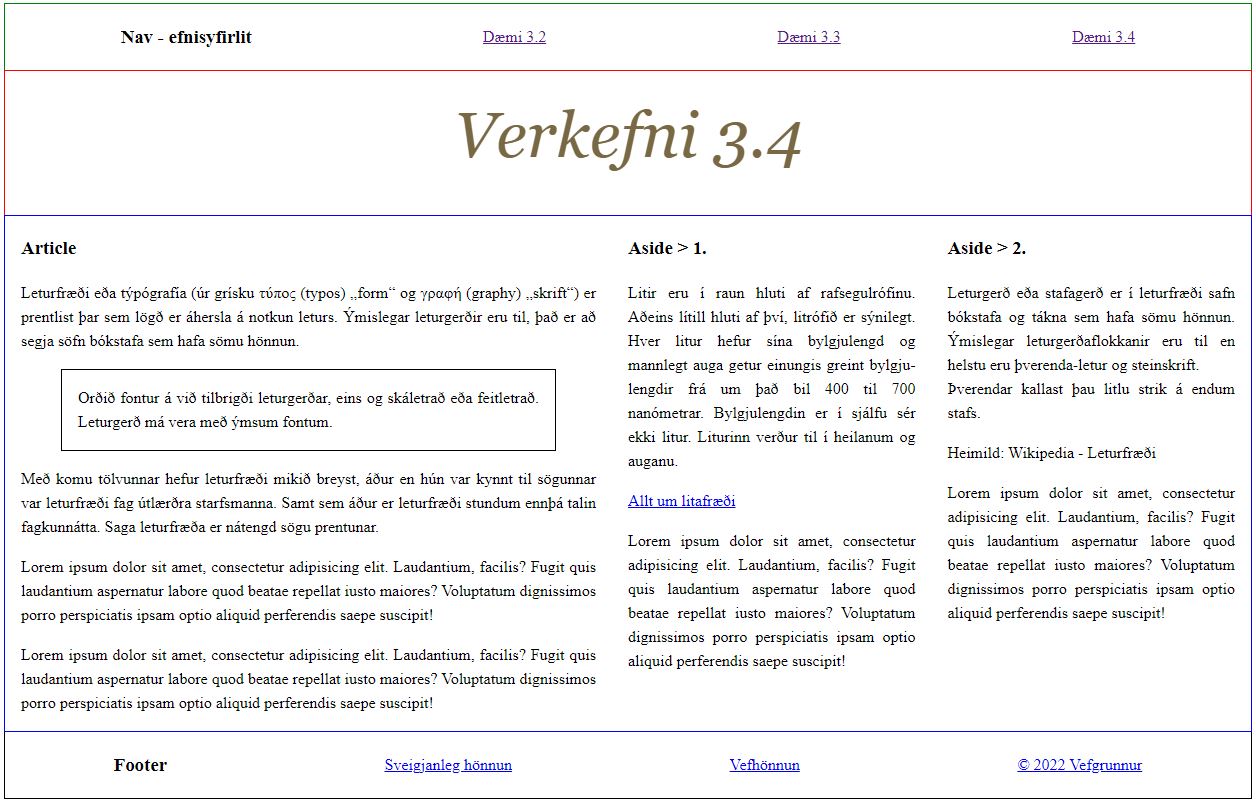 Nav - efnisyfirlit
Dæmi 3.2
Dæmi 3.3
Dæmi 3.4
Verkefni 3.4
Article
Leturfræði eða týpógrafía (úr grísku τύπος (typos) „form“ og γραφή (graphy) „skrift“) er
prentlist þar sem lögð er áhersla á notkun leturs. Ýmislegar leturgerðir eru til, það er að
segja söfn bókstafa sem hafa sömu hönnun.
Orðið fontur á við tilbrigði leturgerðar, eins og skáletrað eða feitletrað.
Leturgerð má vera með ýmsum fontum.
Með komu tölvunnar hefur leturfræði mikið breyst, áður en hún var kynnt til sögunnar
var leturfræði fag útlærðra starfsmanna. Samt sem áður er leturfræði stundum ennþá talin
fagkunnátta. Saga leturfræða er nátengd sögu prentunar.
Lorem ipsum dolor sit amet, consectetur adipisicing elit. Laudantium, facilis? Fugit quis
laudantium aspernatur labore quod beatae repellat iusto maiores? Voluptatum dignissimos
porro perspiciatis ipsam optio aliquid perferendis saepe suscipit!
Lorem ipsum dolor sit amet, consectetur adipisicing elit. Laudantium, facilis? Fugit quis
laudantium aspernatur labore quod beatae repellat iusto maiores? Voluptatum dignissimos
porro perspiciatis ipsam optio aliquid perferendis saepe suscipit!
Aside > 1.
Litir eru í raun hluti af rafsegulrófinu.
Aðeins lítill hluti af því, litrófið er sýnilegt.
Hver litur hefur sína bylgjulengd og
mannlegt auga getur einungis greint bylgju-
lengdir frá um það bil 400 til 700
nanómetrar. Bylgjulengdin er í sjálfu sér
ekki litur. Liturinn verður til í heilanum og
auganu.
Allt um litafræði
Lorem ipsum dolor sit amet, consectetur
adipisicing elit. Laudantium, facilis? Fugit
quis laudantium aspernatur labore quod
beatae repellat iusto maiores? Voluptatum
dignissimos porro perspiciatis ipsam optio
aliquid perferendis saepe suscipit!
Aside > 2.
Leturgerð eða stafagerð er í leturfræði safn
bókstafa og tákna sem hafa sömu hönnun.
Ýmislegar leturgerðaflokkanir eru til en
helstu eru þverenda-letur og steinskrift.
Þverendar kallast þau litlu strik á endum
stafs.
Heimild: Wikipedia - Leturfræði
Lorem ipsum dolor sit amet, consectetur
adipisicing elit. Laudantium, facilis? Fugit
quis laudantium aspernatur labore quod
beatae repellat iusto maiores? Voluptatum
dignissimos porro perspiciatis ipsam optio
aliquid perferendis saepe suscipit!
Footer
Sveigjanleg hönnun
Vefhönnun
© 2022 Vefgrunnur